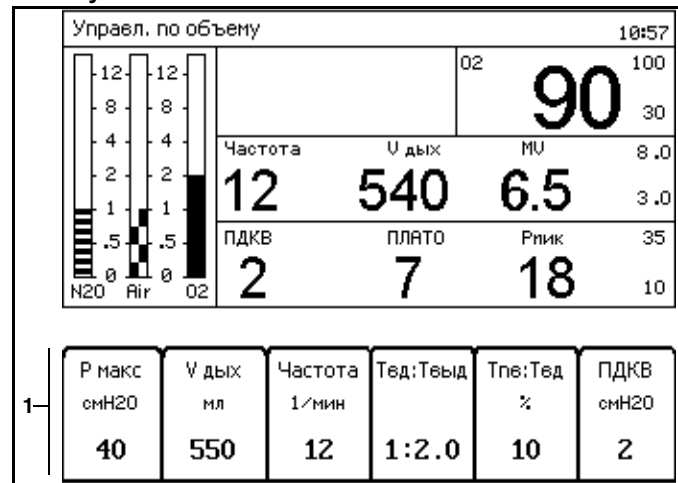 Управл. по объему 10:57
12 12
8 8
4 4
2 2
1 1
.5 .5
0 0
N2O Air O2
O2 90 100 30
Частота V дых MV 8.0
12 540 6.5 3.0
ПДКВ ПЛАТО Pпик 35
2 7 18 10
1
P макс V дых Частота Tвд:Tвыд Tпв:Tвд ПДКВ
смH2O мл 1/мин % смH2O
40 550 12 1:2.0 10 2